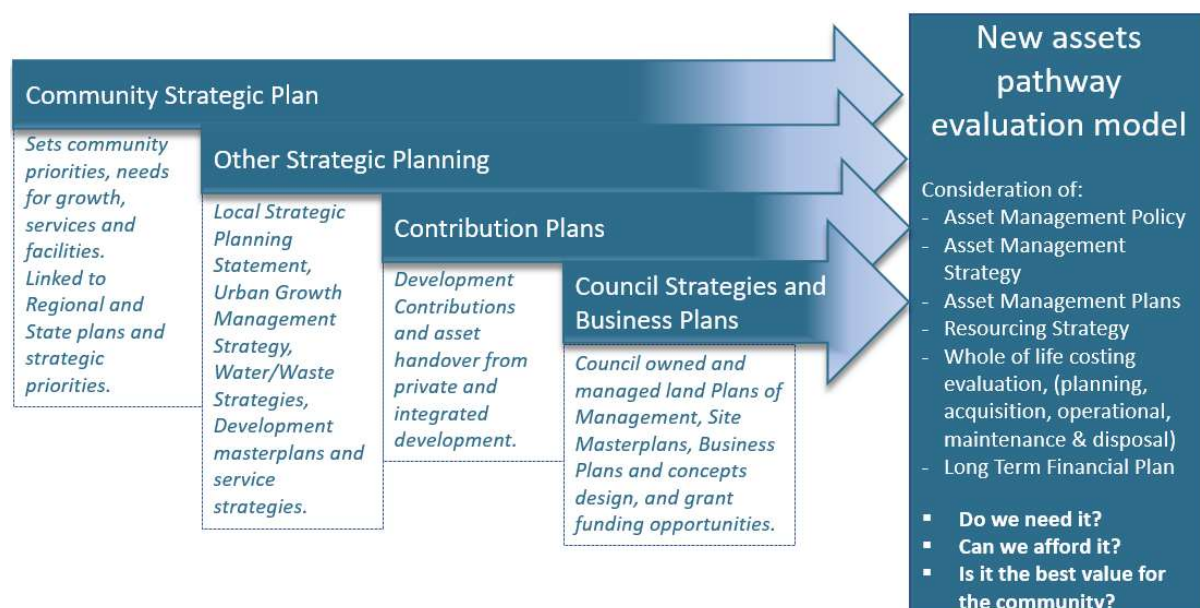 Community Strategic Plan
Sets community
priorities, needs
for growth,
services and
facilities.
Linked to
Regional and
State plans and
strategic
priorities.
Other Strategic Planning
Local Strategic
Planning
Statement,
Urban Growth
Management
Strategy,
Water/Waste
Strategies,
Development
masterplans and
service
strategies.
Contribution Plans
Development
Contributions
and asset
handover from
private and
integrated
development.
Council Strategies and
Business Plans
Council owned and
managed land Plans of
Management, Site
Masterplans, Business
Plans and concepts
design, and grant
funding opportunities.
New assets
pathway
evaluation model
Consideration of:
- Asset Management Policy
- Asset Management
Strategy
- Asset Management Plans
- Resourcing Strategy
- Whole of life costing
evaluation, (planning,
acquisition, operational,
maintenance & disposal)
- Long Term Financial Plan
▪ Do we need it?
▪ Can we afford it?
▪ Is it the best value for
the community?